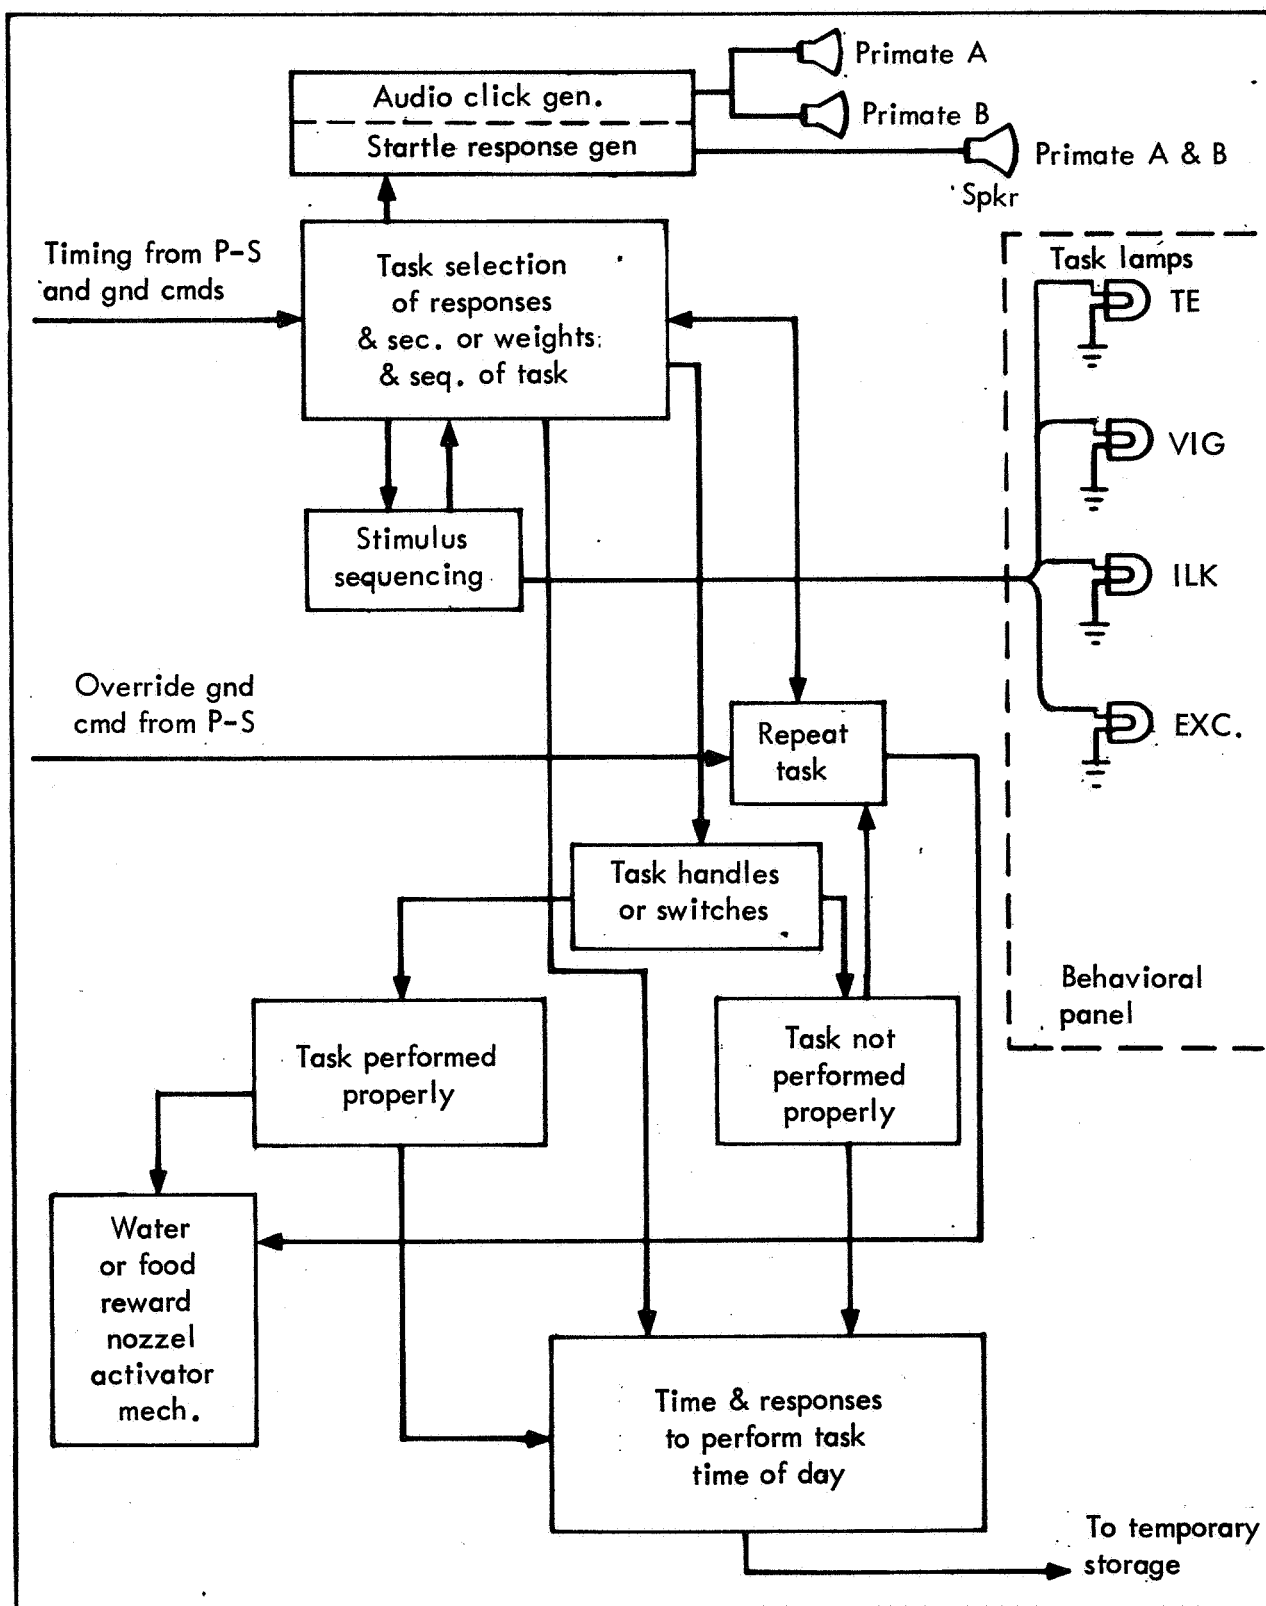 Primate A
Audio click gen.
Primate B
Startle response gen
Primate A & B
Spkr
Timing from P-S
and gnd cmds
Task selection
of responses
& sec. or weights:
& seq. of task
Task lamps
TE
VIG
ILK
EXC.
Stimulus
sequencing
Override gnd
cmd from P-S
Repeat
task
Task handles
or switches
Behavioral
panel
Task performed
properly
Task not
performed
properly
Water
or food
reward
nozzel
activator
mech.
Time & responses
to perform task
time of day
To temporary
storage